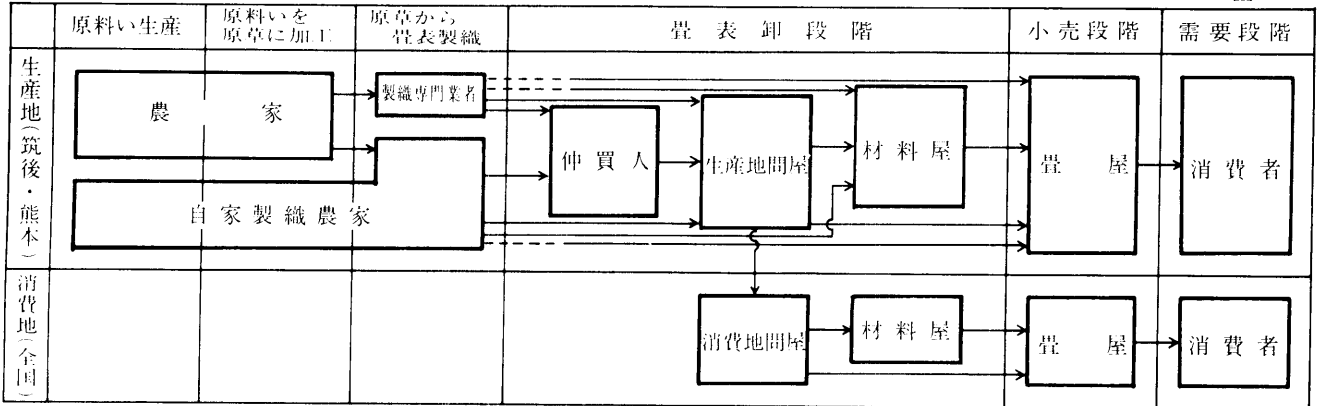 原料い生産
原料いを
原草に加工
原草から
畳表製織
畳表卸段階
小売段階
需要段階
生産地(筑後・熊本)
農家
製織専門業者
自家製織農家
仲買人
生産地問屋
材料屋
畳屋
消費者
消費地(全国)
消費地問屋
材料屋
畳屋
消費者